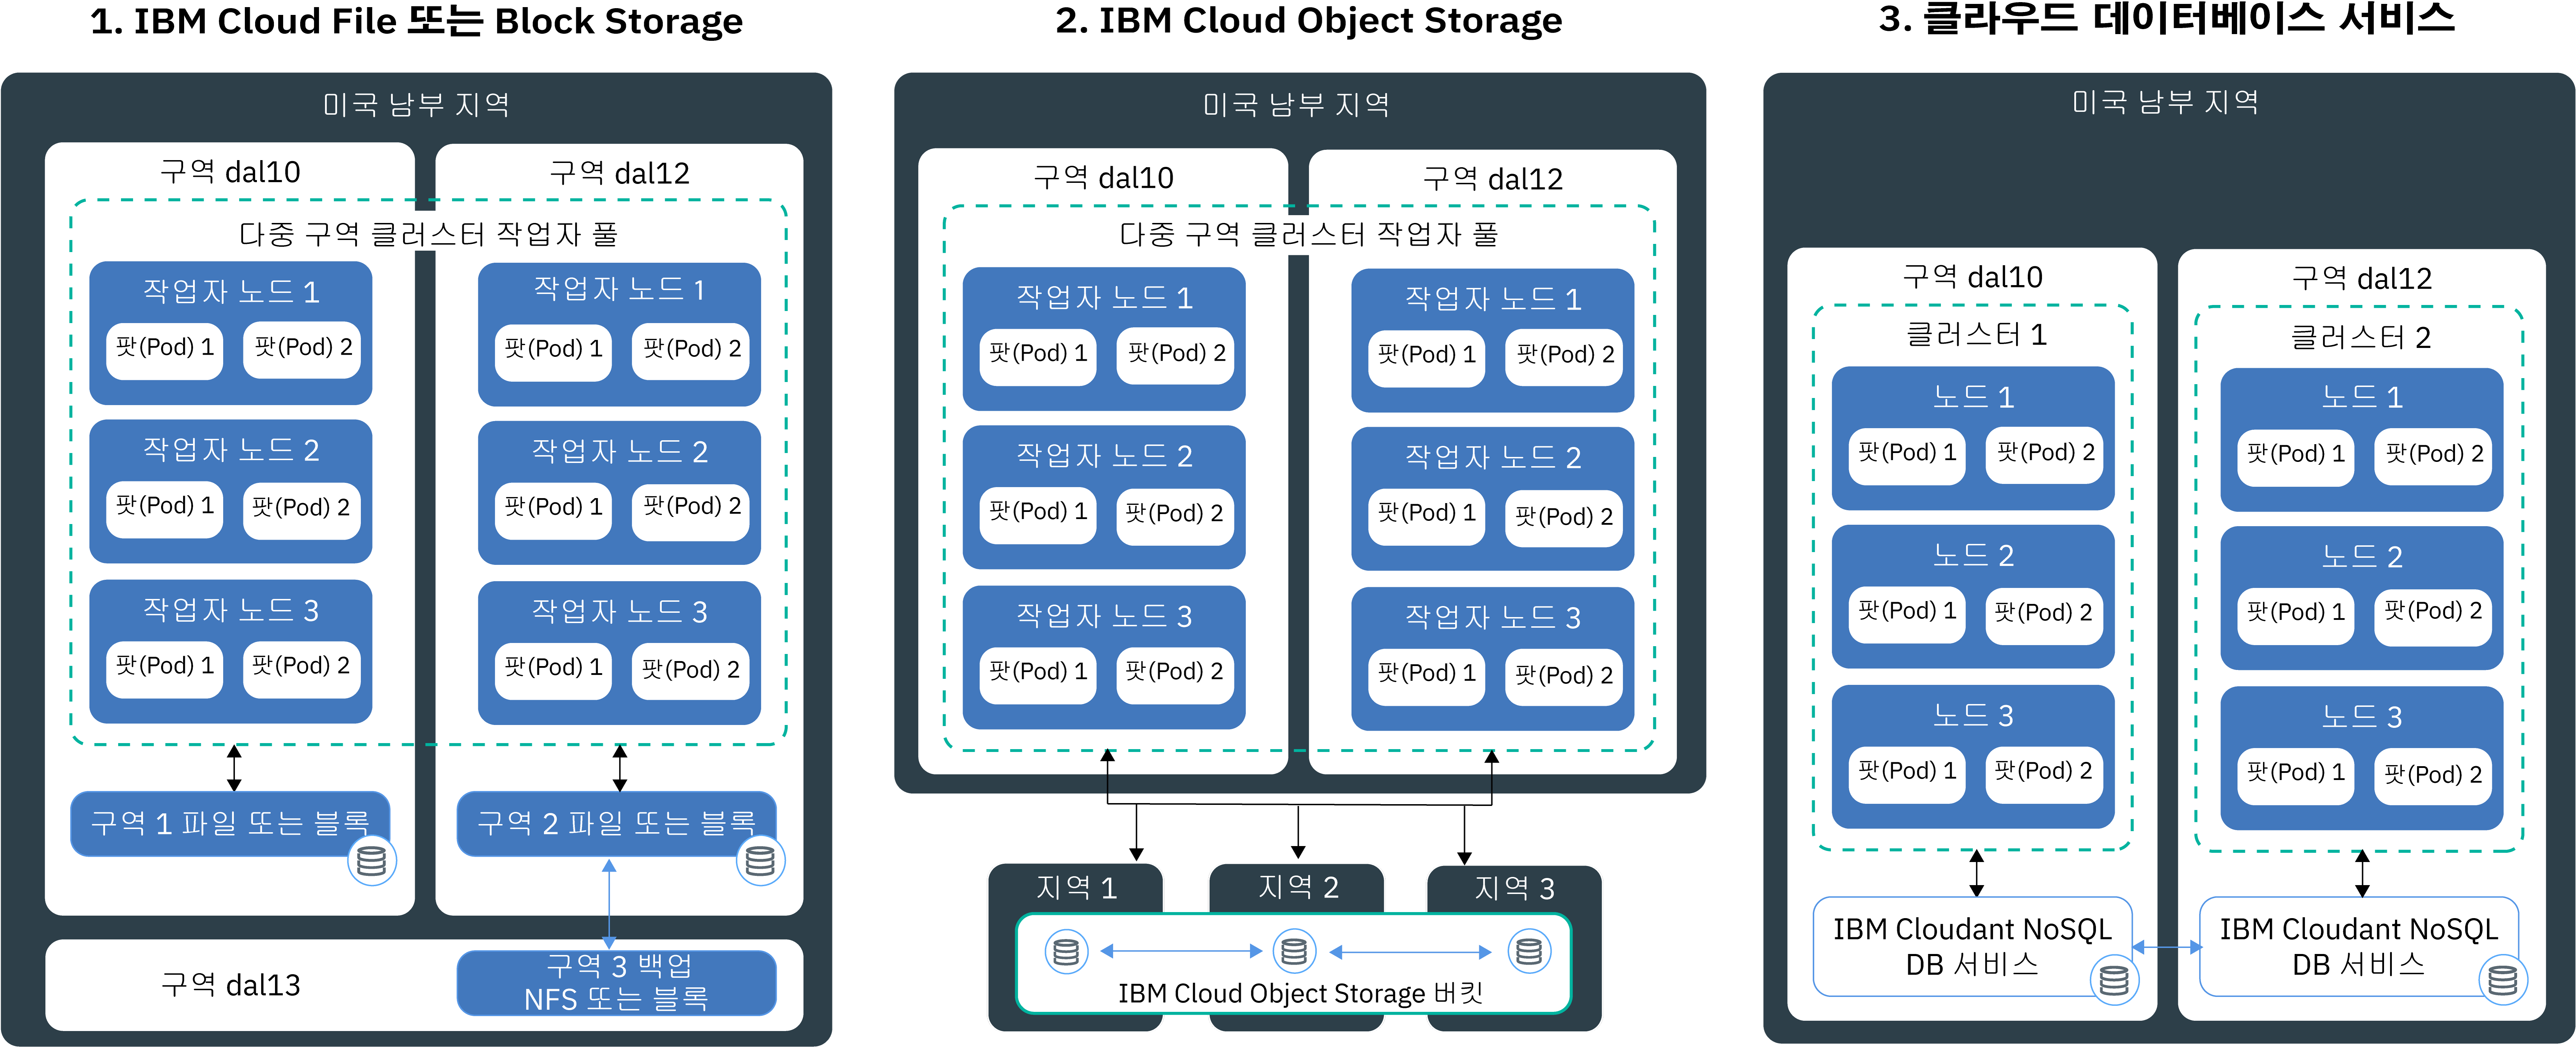 1. IBM Cloud File 또는 Block Storage
미국 남부 지역
구역 dal10
구역 dal12
다중 구역 클러스터 작업자 풀
작업자 노드 1
팟(Pod) 1
팟(Pod) 2
작업자 노드 2
팟(Pod) 1
팟(Pod) 2
작업자 노드 3
팟(Pod) 1
팟(Pod) 2
작업자 노드 1
팟(Pod) 1
팟(Pod) 2
작업자 노드 2
팟(Pod) 1
팟(Pod) 2
작업자 노드 3
팟(Pod) 1
팟(Pod) 2
구역 1 파일 또는 블록
구역 2 파일 또는 블록
구역 dal13
구역 3 백업
NFS 또는 블록
2. IBM Cloud Object Storage
미국 남부 지역
구역 dal10
구역 dal12
다중 구역 클러스터 작업자 풀
작업자 노드 1
팟(Pod) 1
팟(Pod) 2
작업자 노드 2
팟(Pod) 1
팟(Pod) 2
작업자 노드 3
팟(Pod) 1
팟(Pod) 2
작업자 노드 1
팟(Pod) 1
팟(Pod) 2
작업자 노드 2
팟(Pod) 1
팟(Pod) 2
작업자 노드 3
팟(Pod) 1
팟(Pod) 2
지역 1
지역 2
지역 3
IBM Cloud Object Storage 버킷
3. 클라우드 데이터베이스 서비스
미국 남부 지역
구역 dal10
클러스터 1
노드 1
팟(Pod) 1
팟(Pod) 2
노드 2
팟(Pod) 1
팟(Pod) 2
노드 3
팟(Pod) 1
팟(Pod) 2
IBM Cloudant NoSQL
DB 서비스
구역 dal12
클러스터 2
노드 1
팟(Pod) 1
팟(Pod) 2
노드 2
팟(Pod) 1
팟(Pod) 2
노드 3
팟(Pod) 1
팟(Pod) 2
IBM Cloudant NoSQL
DB 서비스